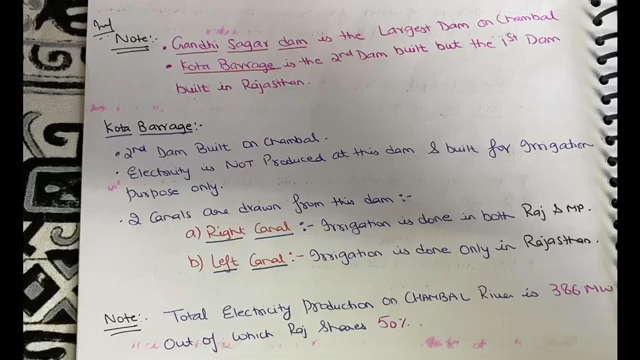 Imf
Note:- • Gandhi Sagar dam is the Largest Dam on Chambal
• Kota Barrage is the 2nd Dam built but the 1st Dam
built in Rajasthan.
Kota Barrage:-
• 2nd Dam Built on Chambal.
• Electricity is NOT Produced at this dam & built for Irrigation
purpose only.
• 2 Canals are drawn from this dam:-
a) Right Canal:- Irrigation is done in both Raj & MP.
b) Left Canal:- Irrigation is done only in Rajasthan.
Note:- Total Electricity Production on CHAMBAL River is 386 MW
out of which Raj Shares 50%.